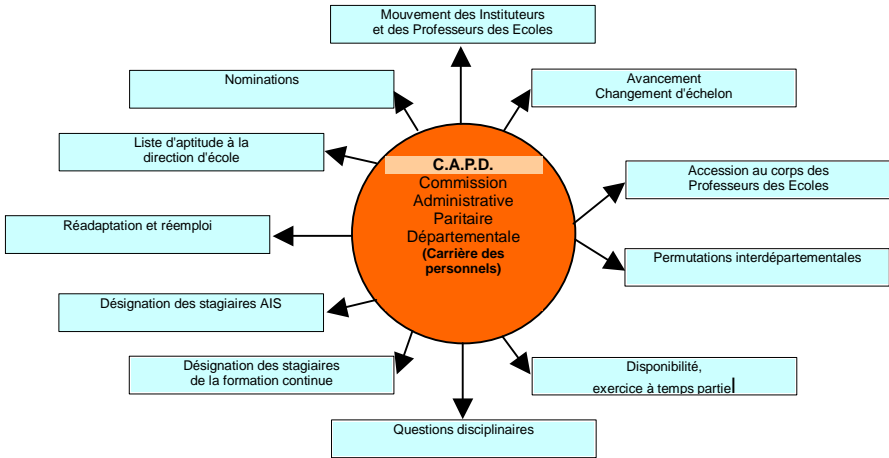 Mouvement des Instituteurs
et des Professeurs des Ecoles
Nominations
Avancement
Changement d'échelon
Liste d'aptitude à la
direction d'école
C.A.P.D.
Commission
Administrative
Paritaire
Départementale
(Carrière des
personnels)
Accession au corps des
Professeurs des Ecoles
Réadaptation et réemploi
Permutations interdépartementales
Désignation des stagiaires AIS
Désignation des stagiaires
de la formation continue
Disponibilité,
exercice à temps partiel
Questions disciplinaires